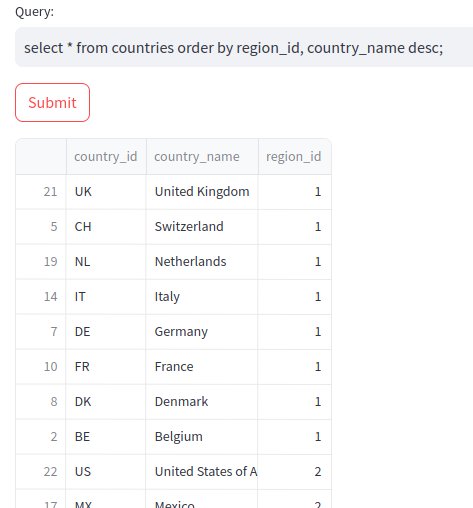 Query:
select * from countries order by region_id, country_name desc;
Submit
country_id country_name region_id
21 UK United Kingdom 1
5 CH Switzerland 1
19 NL Netherlands 1
14 IT Italy 1
7 DE Germany 1
10 FR France 1
8 DK Denmark 1
2 BE Belgium 1
22 US United States of A 2
17 MX Mexico 2